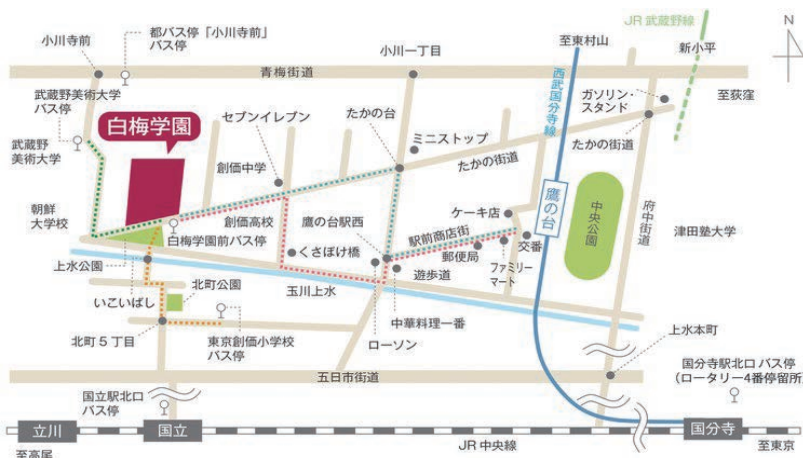 JR 武蔵野線
都バス停「小川寺前」
バス停
小川寺前
小川一丁目
至東村山
新小平
N
青梅街道
武蔵野美術大学
バス停
西武国分寺線
ガソリン・
スタンド
至荻窪
白梅学園
セブンイレブン
たかの台
ミニストップ
武蔵野
美術大学
創価中学
たかの街道
たかの街道
朝鮮
大学校
創価高校
鷹の台駅西
駅前商店街
ケーキ店
鷹の台
中央公園
府中街道
津田塾大学
白梅学園前バス停
くさぼけ橋
郵便局
交番
上水公園
遊歩道
ファミリー
マート
いこいばし
北町公園
玉川上水
中華料理一番
北町5丁目
東京創価小学校
バス停
ローソン
上水本町
五日市街道
国分寺駅北口 バス停
(ロータリー4番停留所)
国立駅北口
バス停
立川
国立
国分寺
至高尾
JR 中央線
至東京